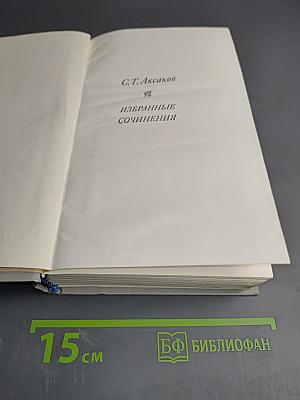 С. Т. Аксаков
ИЗБРАННЫЕ
СОЧИНЕНИЯ
15 см
БФ БИБЛИОФАН